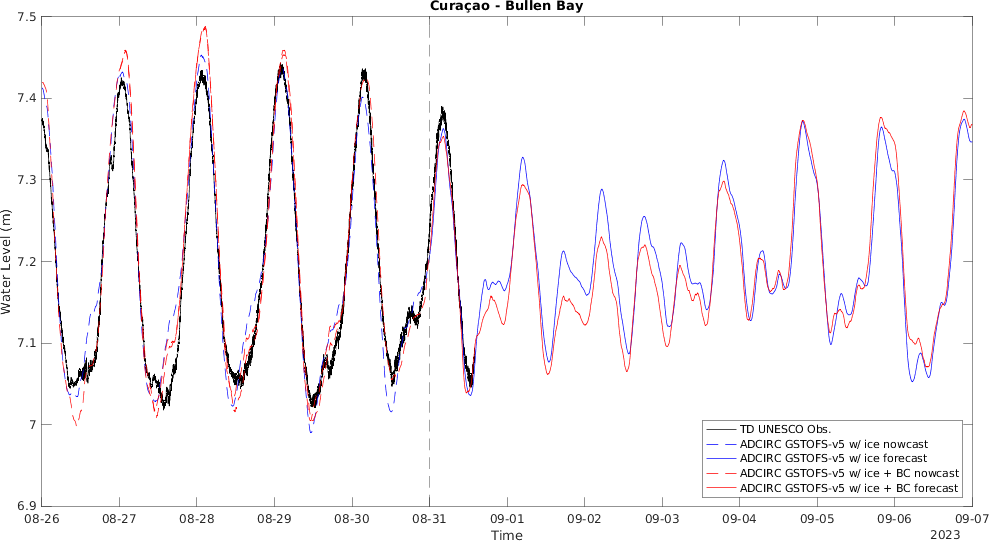 Curaçao - Bullen Bay
7.5
7.4
7.3
7.2
7.1
7
6.9
Water Level (m)
TD UNESCO Obs.
ADCIRC GSTOFS-v5 w/ ice nowcast
ADCIRC GSTOFS-v5 w/ ice forecast
ADCIRC GSTOFS-v5 w/ ice + BC nowcast
ADCIRC GSTOFS-v5 w/ ice + BC forecast
08-26 08-27 08-28 08-29 08-30 08-31 09-01 09-02 09-03 09-04 09-05 09-06 09-07
Time
2023